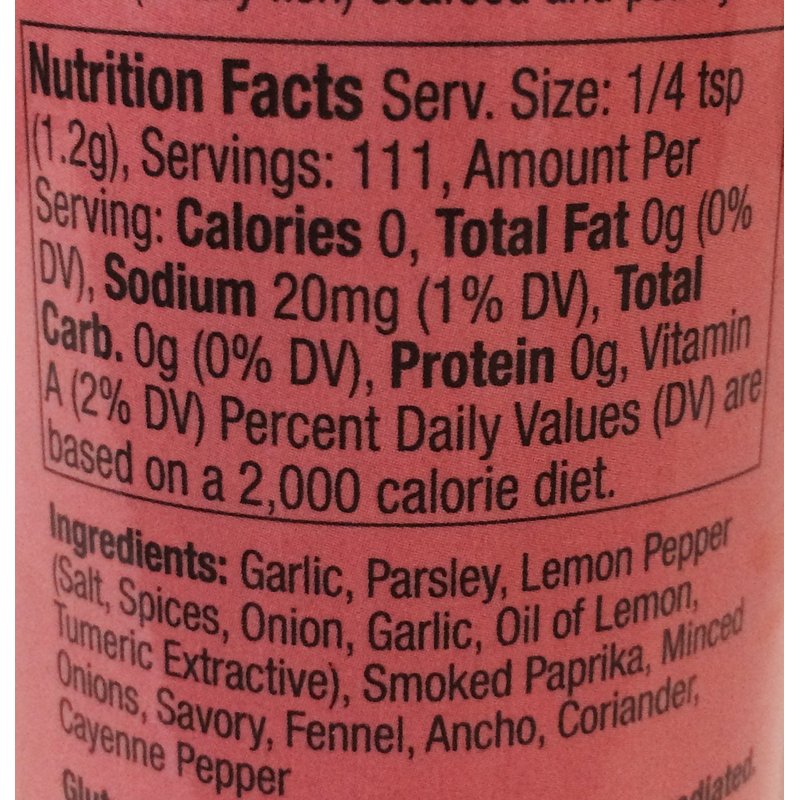 seafood and
Nutrition Facts Serv. Size: 1/4 tsp
(1.2g), Servings: 111, Amount Per
Serving: Calories 0, Total Fat 0g (0%
DV), Sodium 20mg (1% DV), Total
Carb. 0g (0% DV), Protein 0g, Vitamin
A (2% DV) Percent Daily Values (DV) are
based on a 2,000 calorie diet.
Ingredients: Garlic, Parsley, Lemon Pepper
(Salt, Spices, Onion, Garlic, Oil of Lemon,
Tumeric Extractive), Smoked Paprika, Minced
Onions, Savory, Fennel, Ancho, Coriander,
Cayenne Pepper